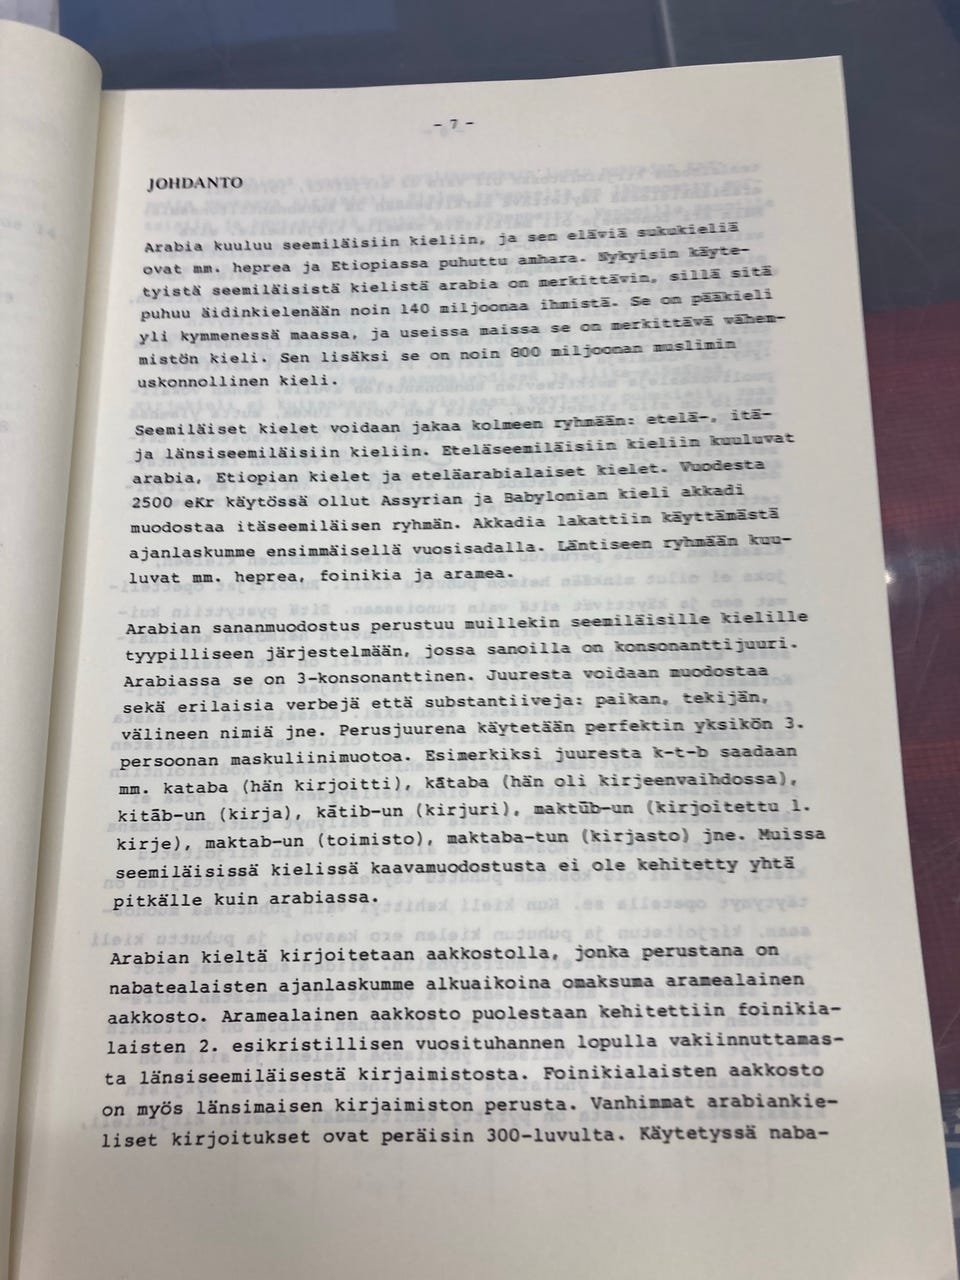 - 7 -
JOHDANTO
Arabia kuuluu seemiläisiin kieliin, ja sen eläviä sukukieliä
ovat mm. heprea ja Etiopiassa puhuttu amhara. Nykyisin käyte-
tyistä seemiläisistä kielistä arabia on merkittävin, sillä sitä
puhuu äidinkielenään noin 140 miljoonaa ihmistä. Se on pääkieli
yli kymmenessä maassa, ja useissa maissa se on merkittävä vähem-
mistön kieli. Sen lisäksi se on noin 800 miljoonan muslimin
uskonnollinen kieli.
Seemiläiset kielet voidaan jakaa kolmeen ryhmään: etelä-, itä-
ja länsiseemiläisiin kieliin. Eteläseemiläisiin kieliin kuuluvat
arabia, Etiopian kielet ja eteläarabialaiset kielet. Vuodesta
2500 eKr käytössä ollut Assyrian ja Babylonian kieli akkadi
muodostaa itäseemiläisen ryhmän. Akkadia lakattiin käyttämästä
ajanlaskumme ensimmäisellä vuosisadalla. Läntiseen ryhmään kuu-
luvat mm. heprea, foinikia ja aramea.
Arabian sananmuodostus perustuu muillekin seemiläisille kielille
tyypilliseen järjestelmään, jossa sanoilla on konsonanttijuuri.
Arabiassa se on 3-konsonanttinen. Juuresta voidaan muodostaa
sekä erilaisia verbejä että substantiiveja: paikan, tekijän,
välineen nimiä jne. Perusjuurena käytetään perfektin yksikön 3.
persoonan maskuliinimuotoa. Esimerkiksi juuresta k-t-b saadaan
mm. kataba (hän kirjoitti), kātaba (hän oli kirjeenvaihdossa),
kitāb-un (kirja), kātib-un (kirjuri), maktūb-un (kirjoitettu l.
kirje), maktab-un (toimisto), maktaba-tun (kirjasto) jne. Muissa
seemiläisissä kielissä kaavamuodostusta ei ole kehitetty yhtä
pitkälle kuin arabiassa.
Arabian kieltä kirjoitetaan aakkostolla, jonka perustana on
nabatealaisten ajanlaskumme alkuaikoina omaksuma aramealainen
aakkosto. Aramealainen aakkosto puolestaan kehitettiin foinikia-
laisten 2. esikristillisen vuosituhannen lopulla vakiinnuttamas-
ta länsiseemiläisestä kirjaimistosta. Foinikialaisten aakkosto
on myös länsimaisen kirjaimiston perusta. Vanhimmat arabiankie-
liset kirjoitukset ovat peräisin 300-luvulta. Käytetyssä naba-